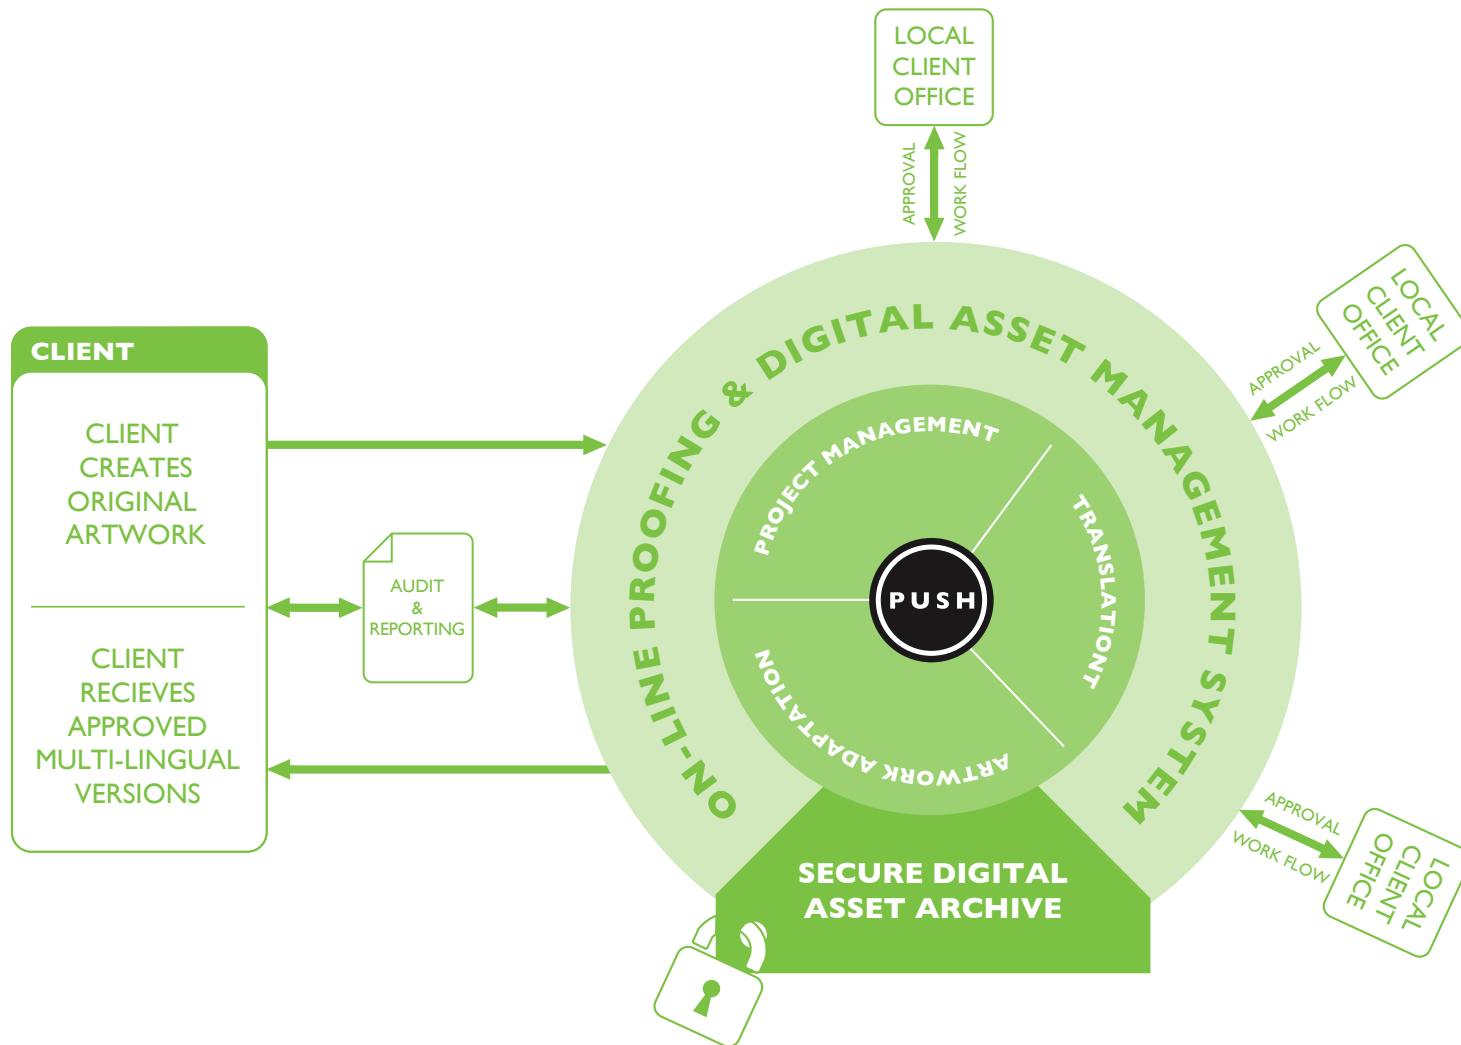 LOCAL
CLIENT
OFFICE
APPROVAL
WORK FLOW
LOCAL
CLIENT
OFFICE
APPROVAL
WORK FLOW
CLIENT
CLIENT
CREATES
ORIGINAL
ARTWORK
CLIENT
RECIEVES
APPROVED
MULTI-LINGUAL
VERSIONS
AUDIT
&
REPORTING
ON-LINE PROOFING & DIGITAL ASSET MANAGEMENT SYSTEM
PROJECT MANAGEMENT
TRANSLATIONT
ARTWORK ADAPTATION
PUSH
SECURE DIGITAL
ASSET ARCHIVE
APPROVAL
WORK FLOW
LOCAL
CLIENT
OFFICE